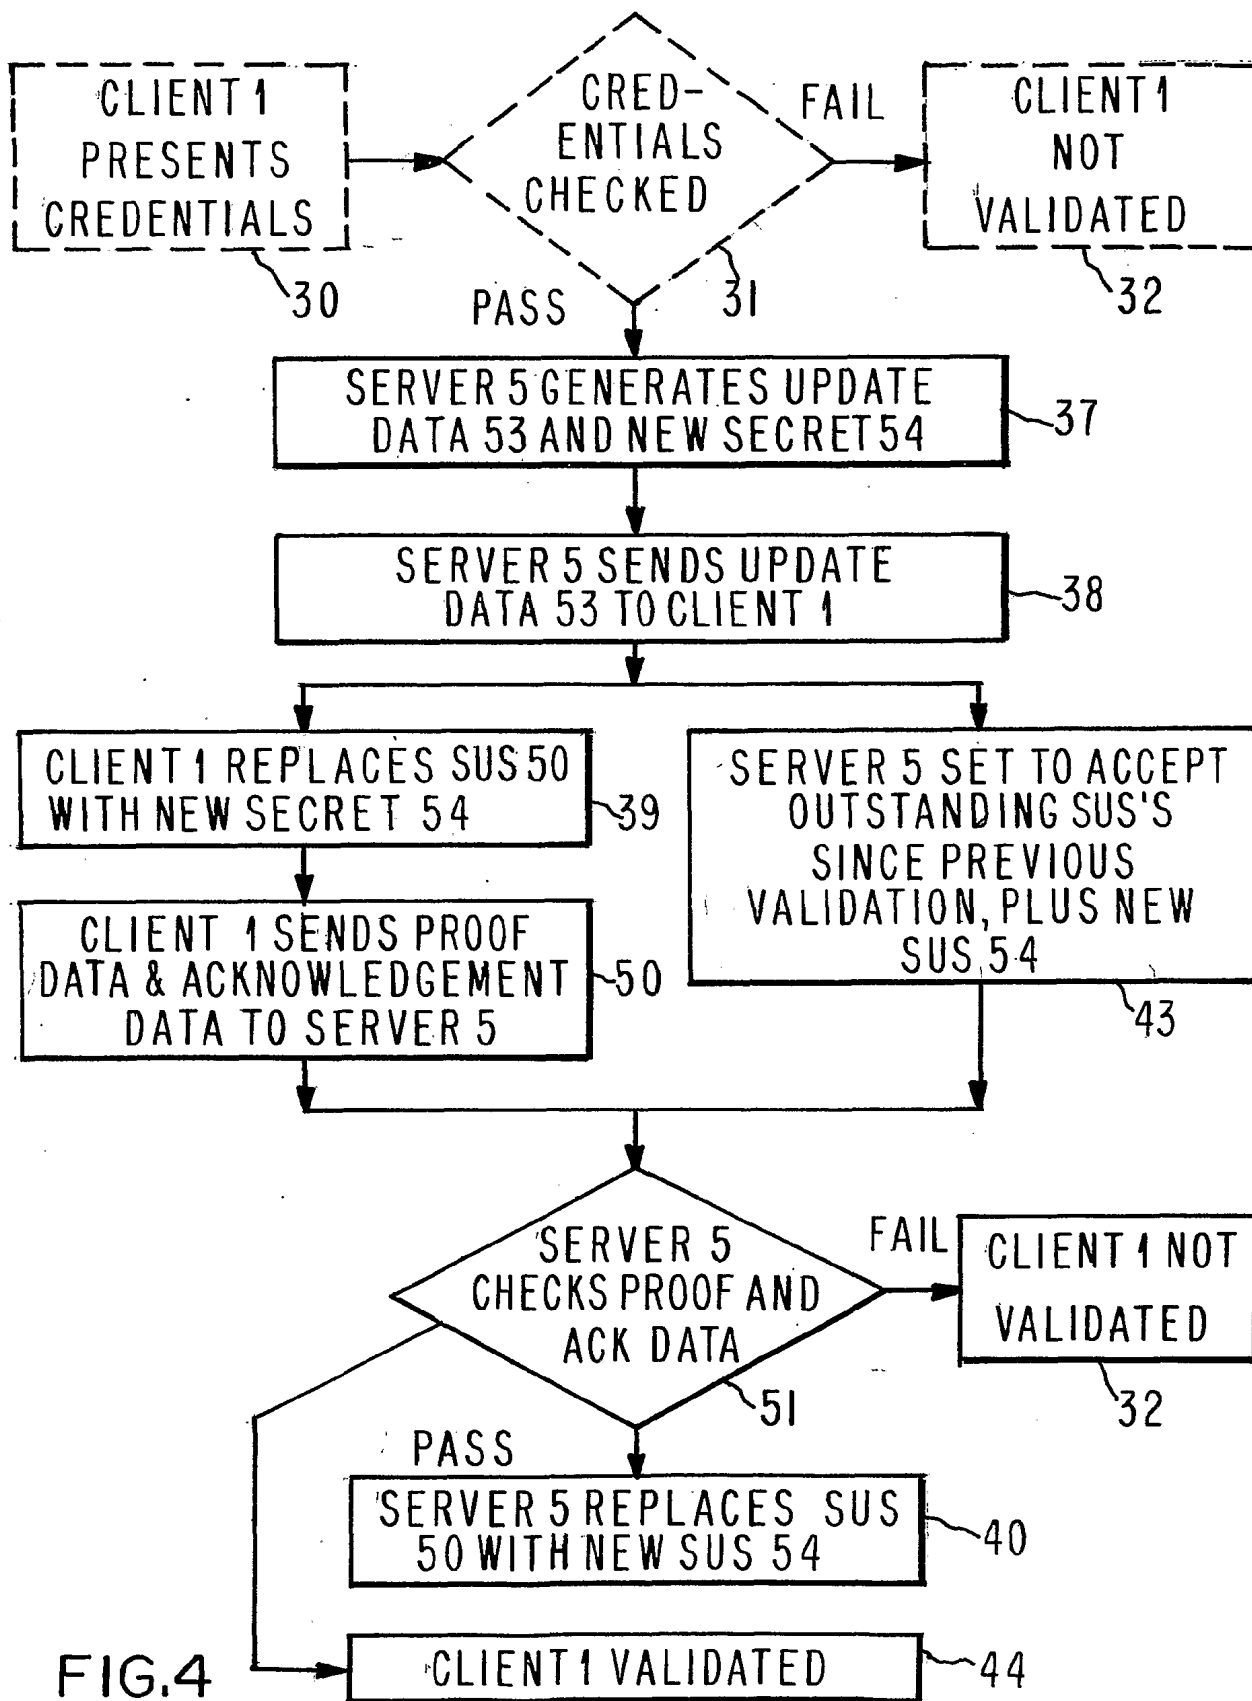 CLIENT 1
PRESENTS
CREDENTIALS
30
CRED-
ENTIALS
CHECKED
31
FAIL
CLIENT 1
NOT
VALIDATED
32
PASS
SERVER 5 GENERATES UPDATE
DATA 53 AND NEW SECRET 54
37
SERVER 5 SENDS UPDATE
DATA 53 TO CLIENT 1
38
CLIENT 1 REPLACES SUS 50
WITH NEW SECRET 54
39
SERVER 5 SET TO ACCEPT
OUTSTANDING SUS'S
SINCE PREVIOUS
VALIDATION, PLUS NEW
SUS 54
43
CLIENT 1 SENDS PROOF
DATA & ACKNOWLEDGEMENT
DATA TO SERVER 5
50
SERVER 5
CHECKS PROOF AND
ACK DATA
51
FAIL
CLIENT 1 NOT
VALIDATED
32
PASS
SERVER 5 REPLACES SUS
50 WITH NEW SUS 54
40
CLIENT 1 VALIDATED
44
FIG.4